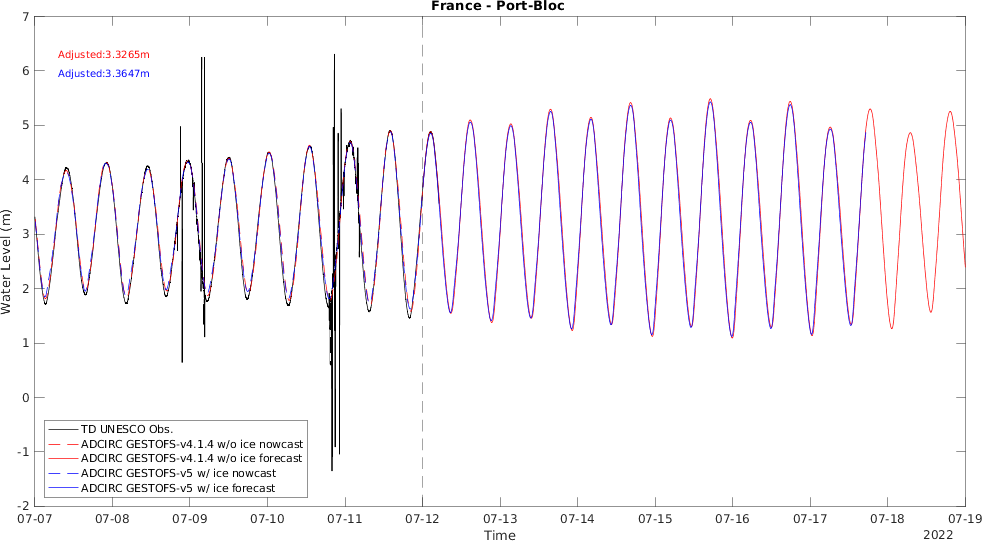 France - Port-Bloc
Adjusted:3.3265m
Adjusted:3.3647m
7
6
5
4
3
2
1
0
-1
-2
Water Level (m)
TD UNESCO Obs.
ADCIRC GESTOFS-v4.1.4 w/o ice nowcast
ADCIRC GESTOFS-v4.1.4 w/o ice forecast
ADCIRC GESTOFS-v5 w/ ice nowcast
ADCIRC GESTOFS-v5 w/ ice forecast
07-07 07-08 07-09 07-10 07-11 07-12 07-13 07-14 07-15 07-16 07-17 07-18 07-19
Time
2022